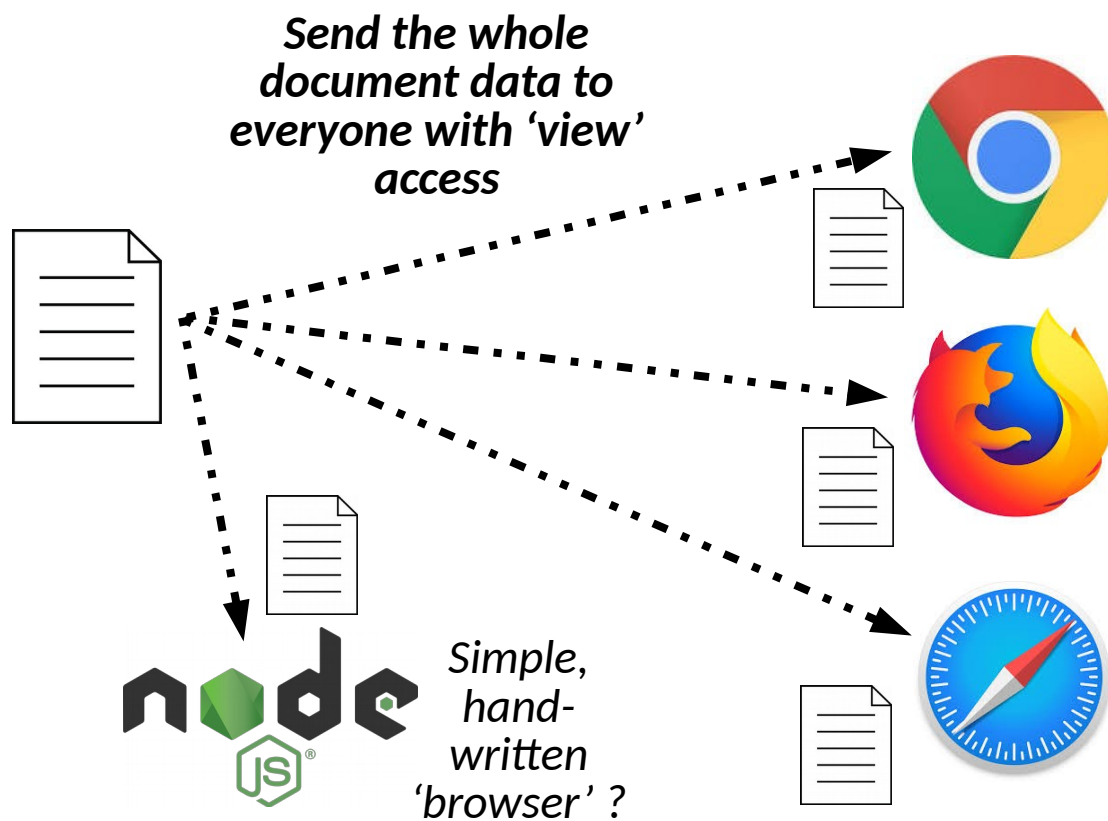 Send the whole
document data to
everyone with ‘view’
access
node
JS®
Simple,
hand-
written
‘browser’ ?